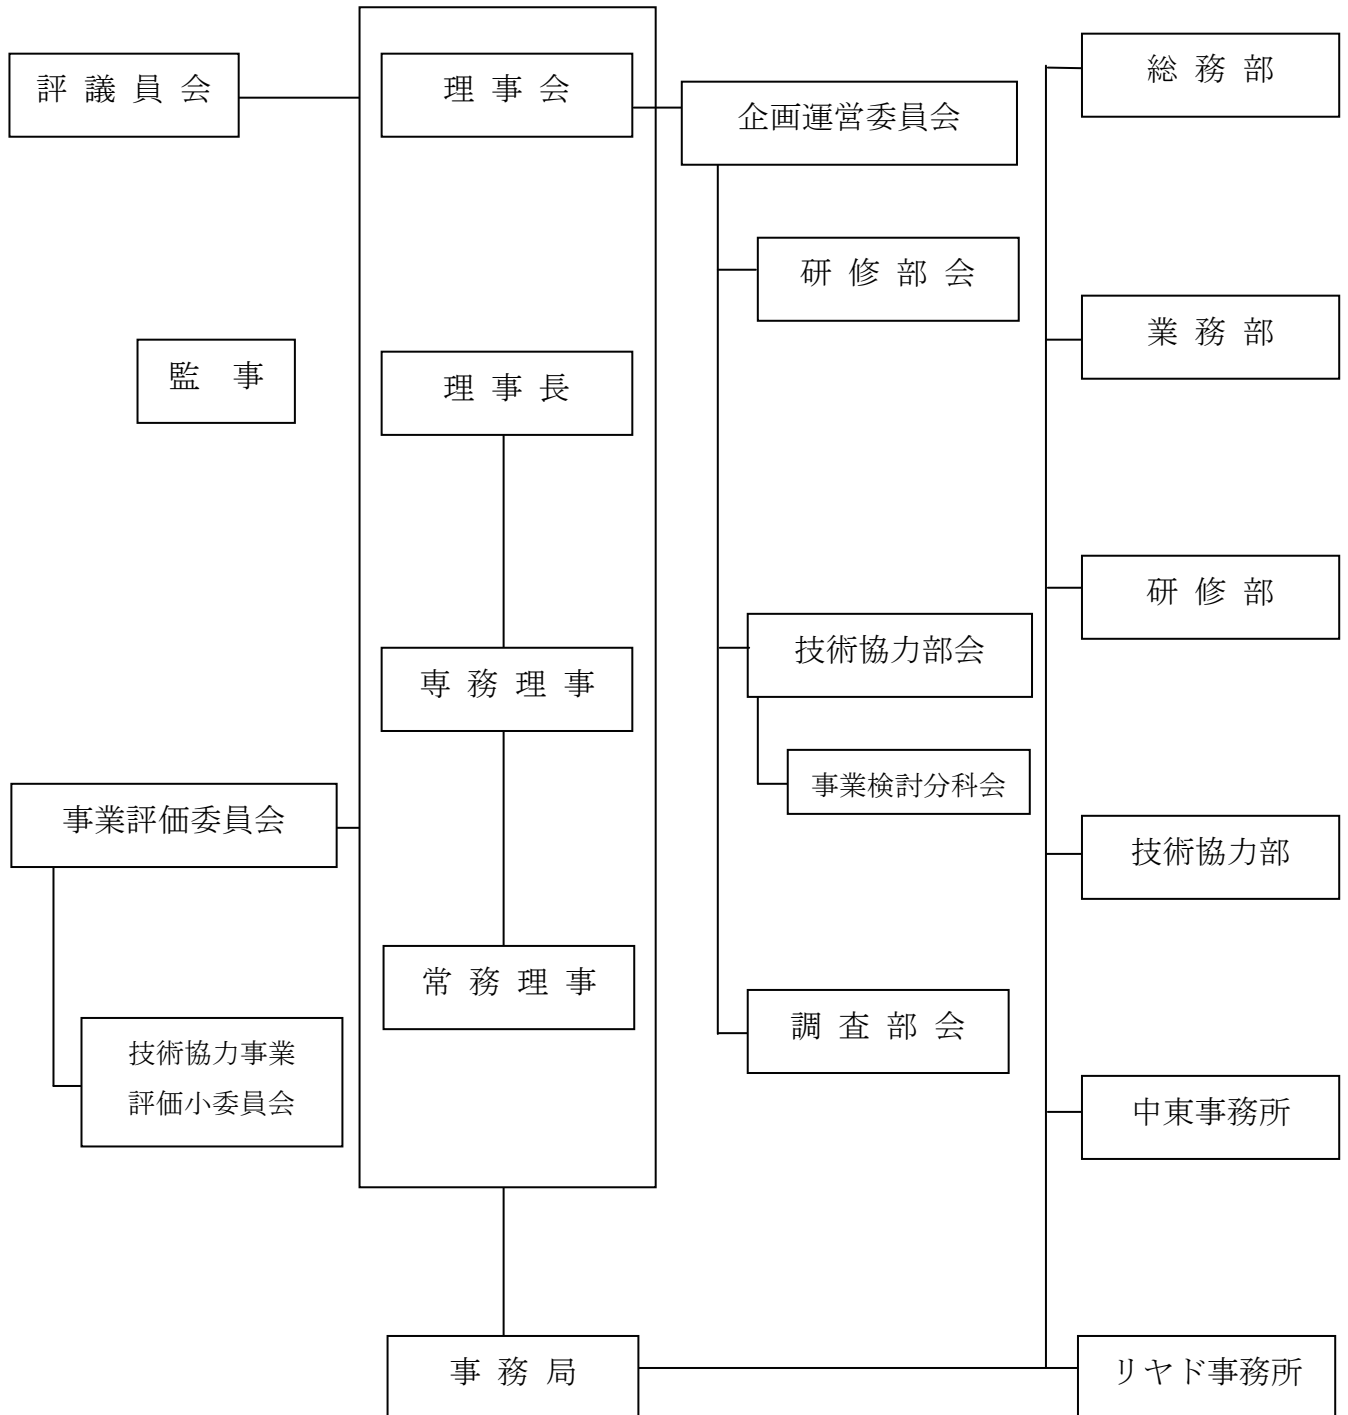 評議員会
理事会
企画運営委員会
総務部
研修部会
業務部
監事
理事長
研修部
技術協力部会
専務理事
事業検討分科会
事業評価委員会
技術協力部
常務理事
調査部会
技術協力事業
評価小委員会
中東事務所
事務局
リヤド事務所